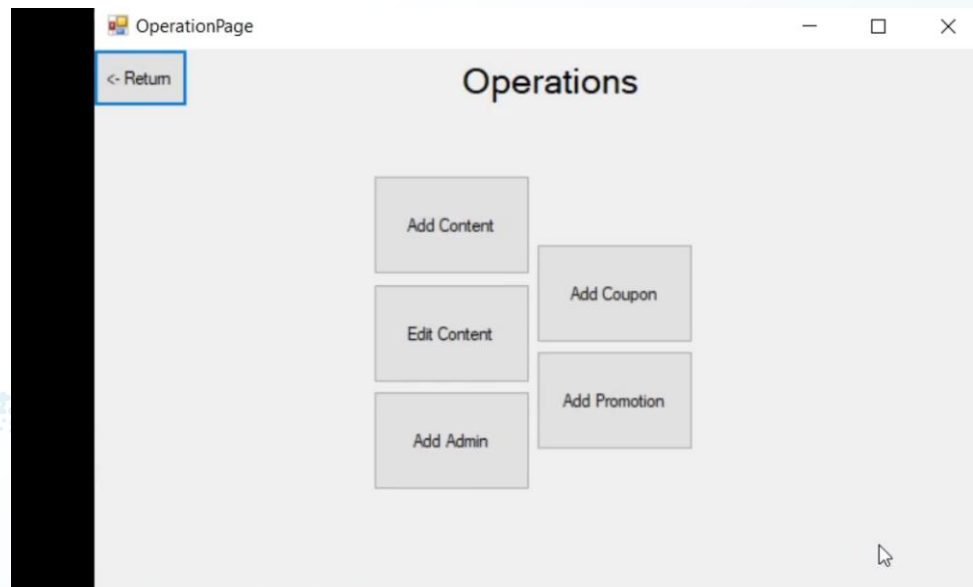 OperationPage
<- Return
Operations
Add Content
Add Coupon
Edit Content
Add Promotion
Add Admin